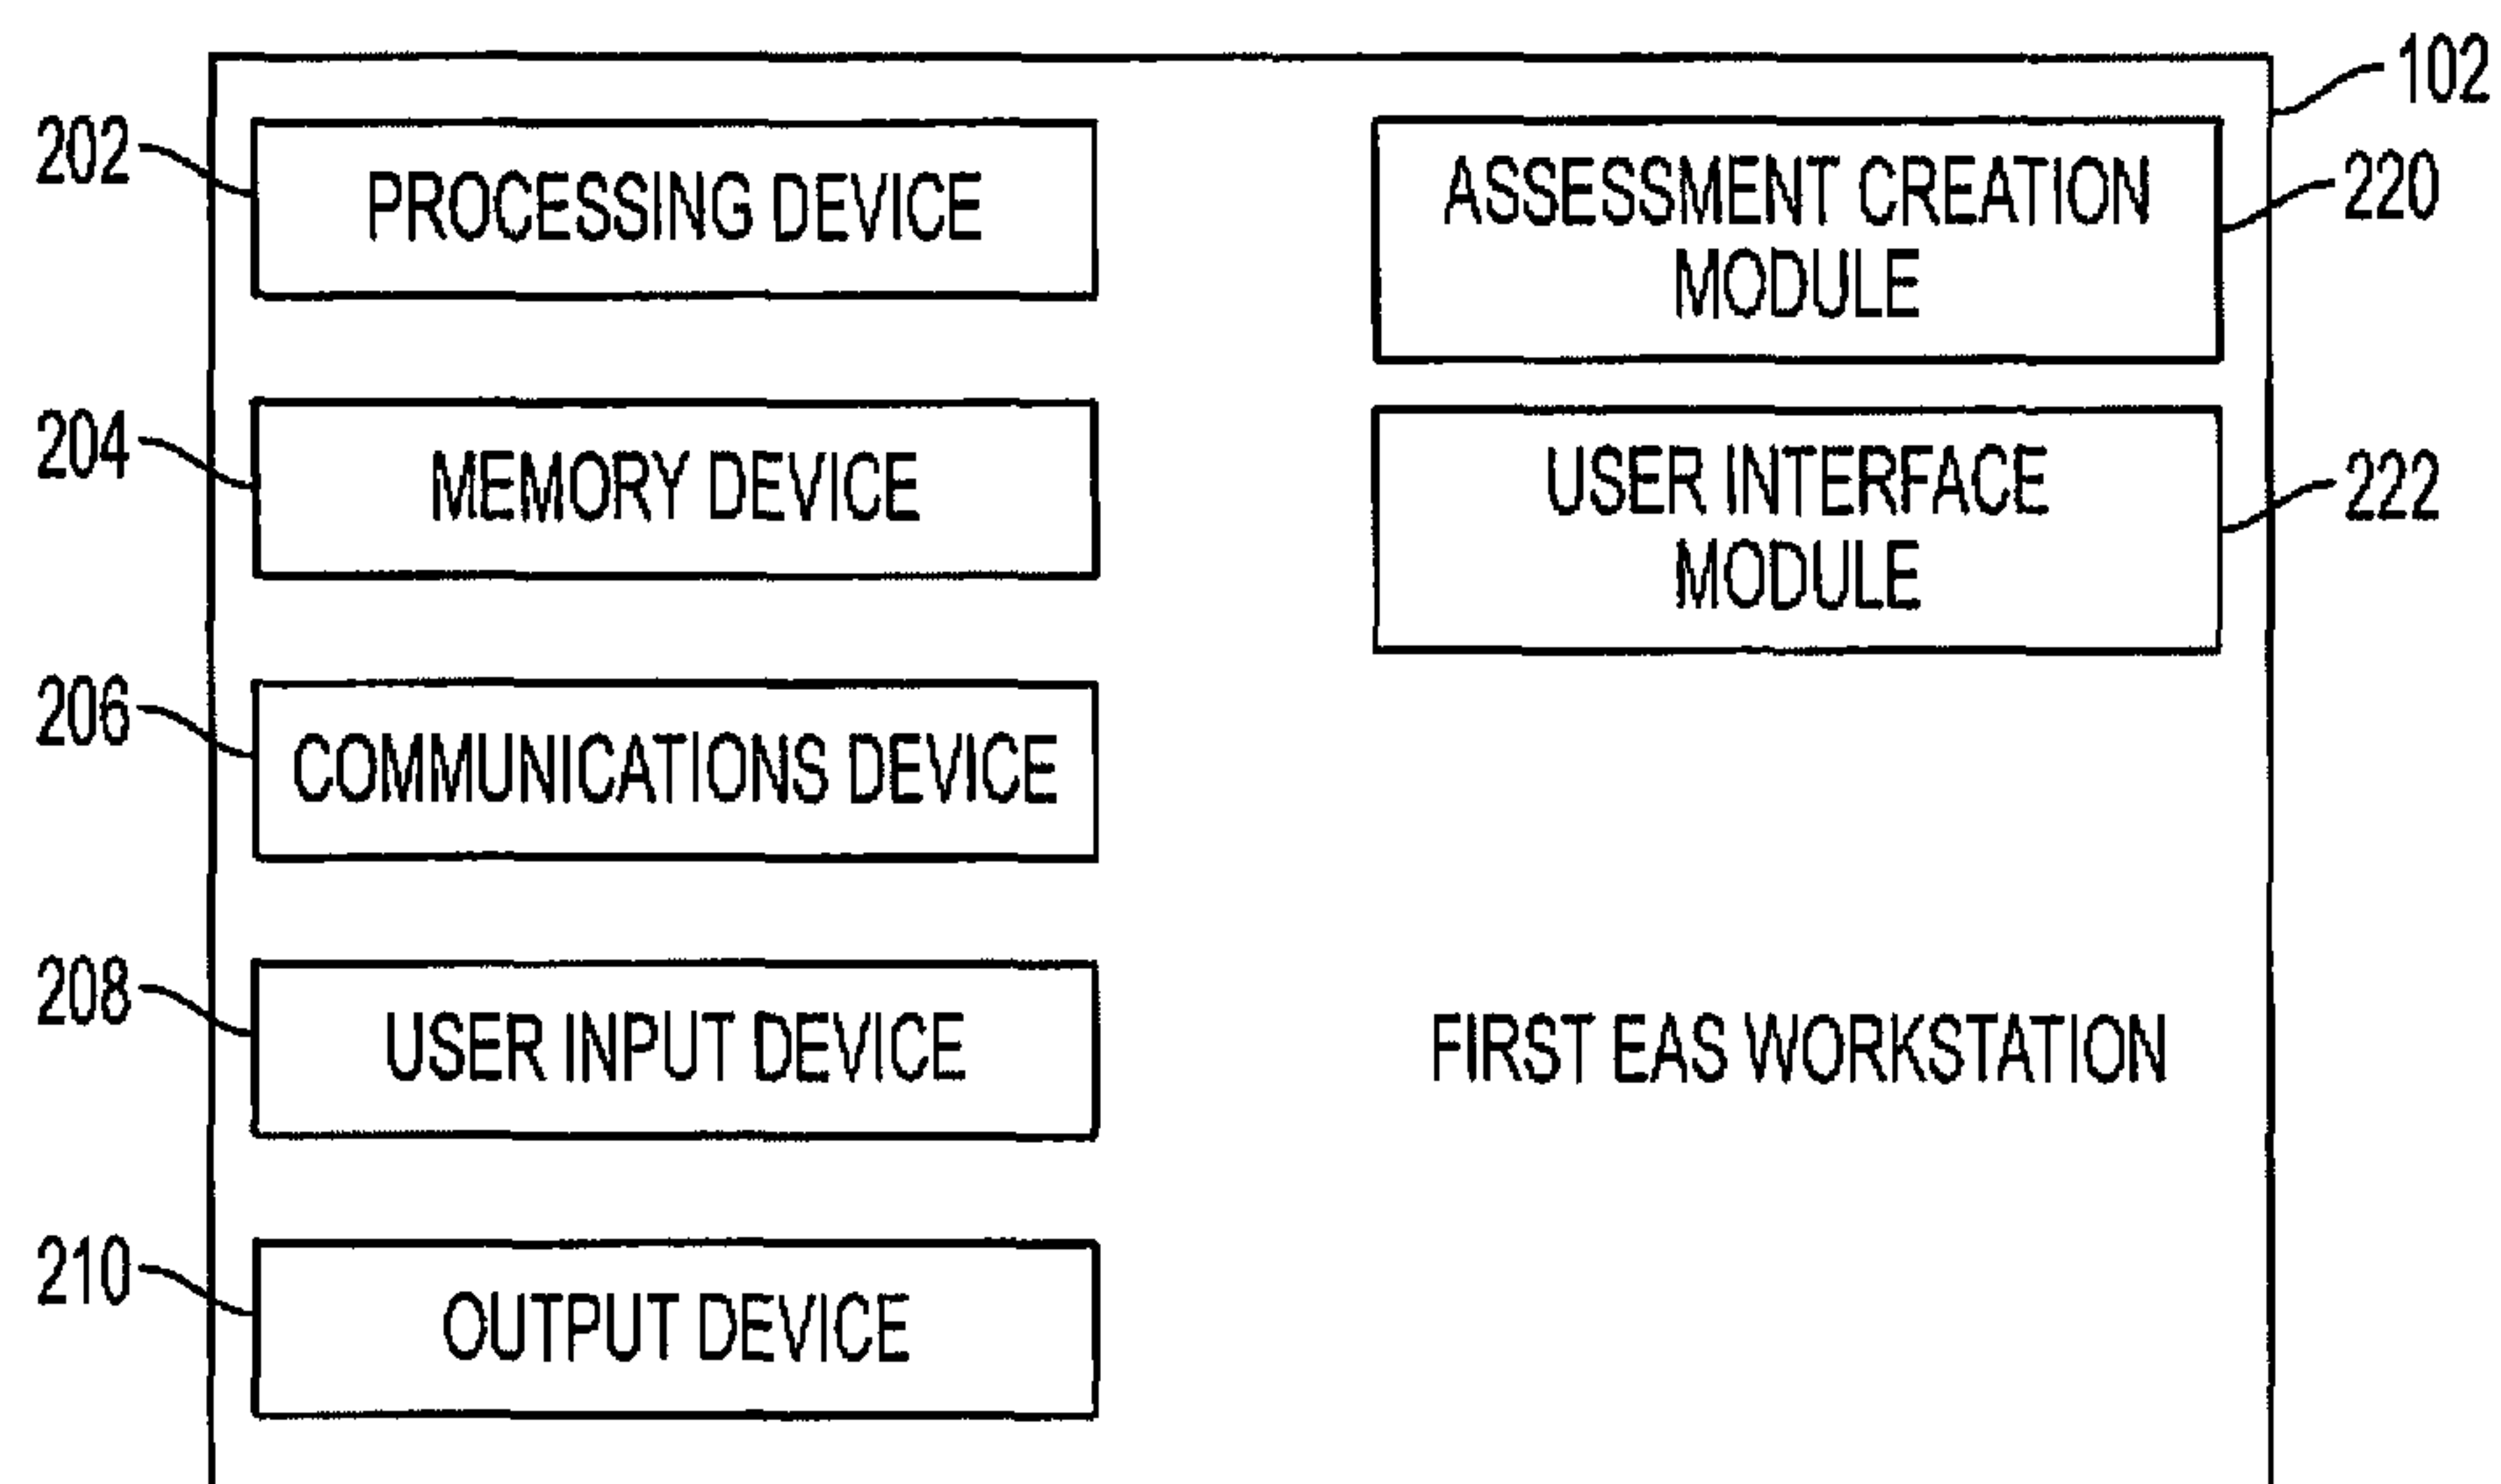 102
202
PROCESSING DEVICE
ASSESSMENT CREATION
MODULE
220
204
MEMORY DEVICE
USER INTERFACE
MODULE
222
206
COMMUNICATIONS DEVICE
208
USER INPUT DEVICE
FIRST EAS WORKSTATION
210
OUTPUT DEVICE